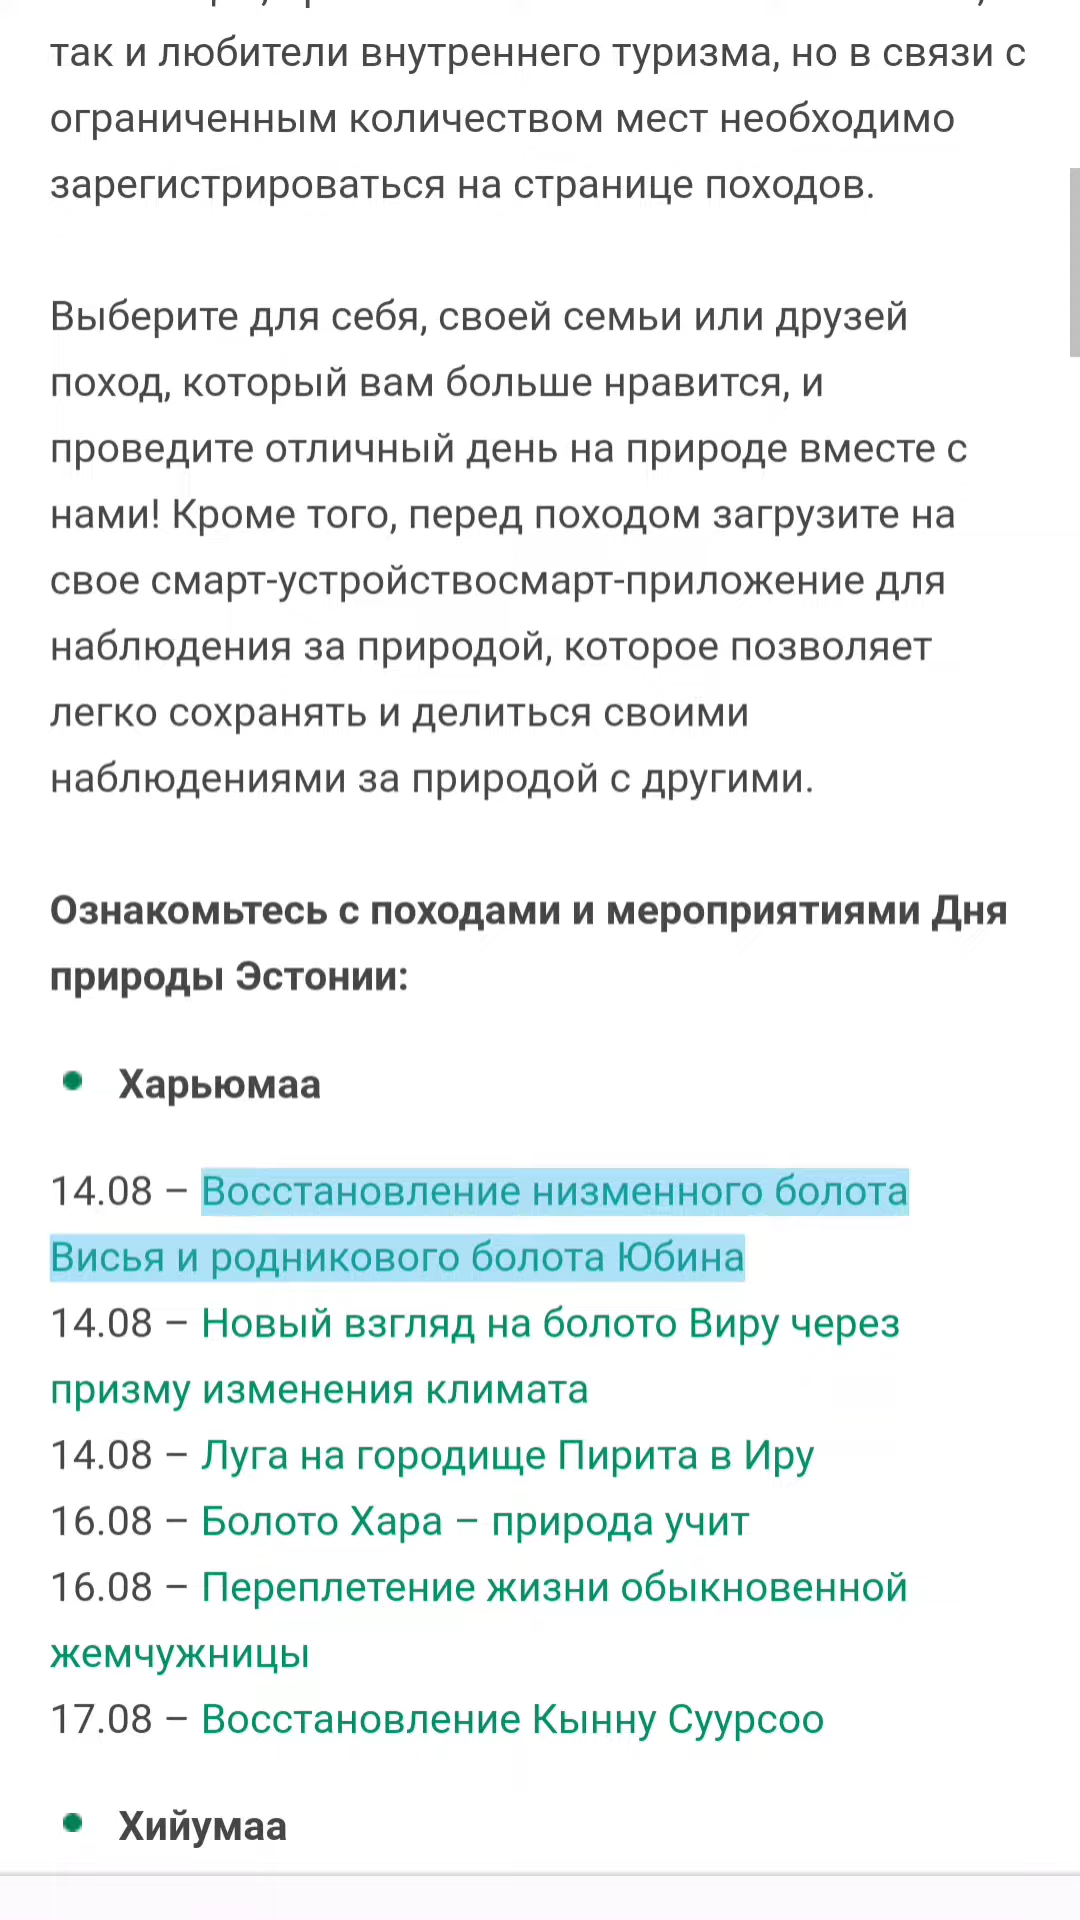 так и любители внутреннего туризма, но в связи с
ограниченным количеством мест необходимо
зарегистрироваться на странице походов.
Выберите для себя, своей семьи или друзей
поход, который вам больше нравится, и
проведите отличный день на природе вместе с
нами! Кроме того, перед походом загрузите на
свое смарт-устройствосмарт-приложение для
наблюдения за природой, которое позволяет
легко сохранять и делиться своими
наблюдениями за природой с другими.
Ознакомьтесь с походами и мероприятиями Дня
природы Эстонии:
Харьюмаа
14.08 – Восстановление низменного болота
Висья и родникового болота Юбина
14.08 – Новый взгляд на болото Виру через
призму изменения климата
14.08 – Луга на городище Пирита в Иру
16.08 – Болото Хара – природа учит
16.08 – Переплетение жизни обыкновенной
жемчужницы
17.08 – Восстановление Кынну Суурсоо
Хийумаа